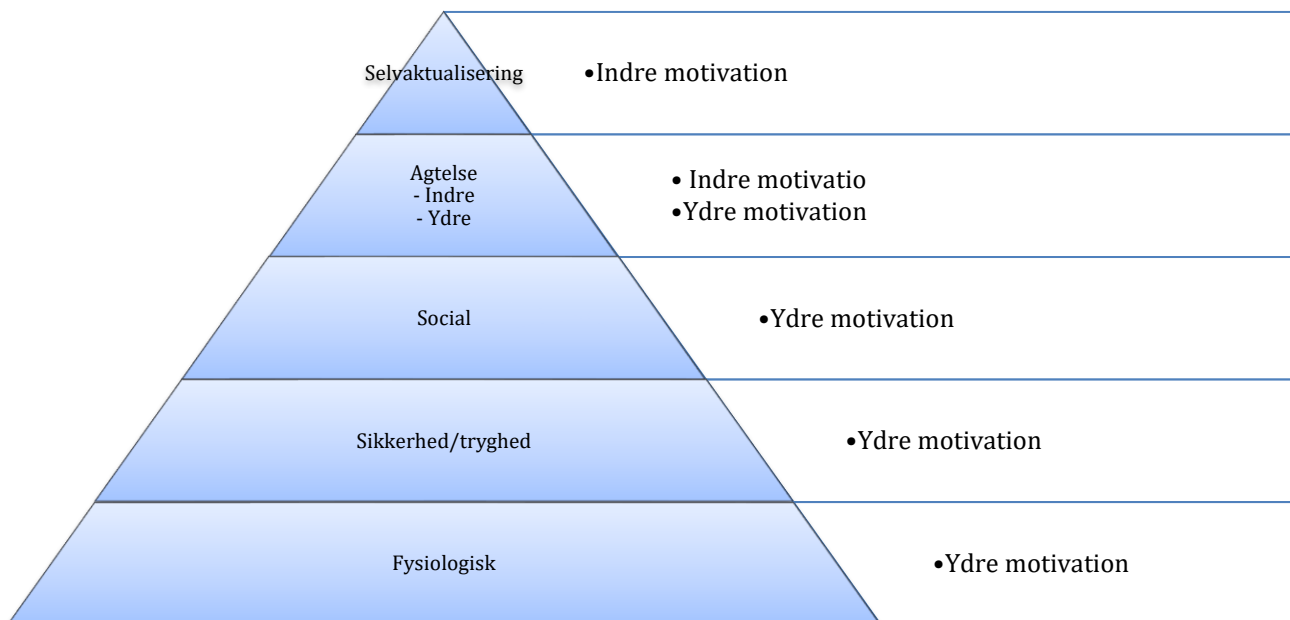 Selvaktualisering
•Indre motivation
Agtelse
- Indre
- Ydre
• Indre motivatio
•Ydre motivation
Social
•Ydre motivation
Sikkerhed/tryghed
•Ydre motivation
Fysiologisk
•Ydre motivation